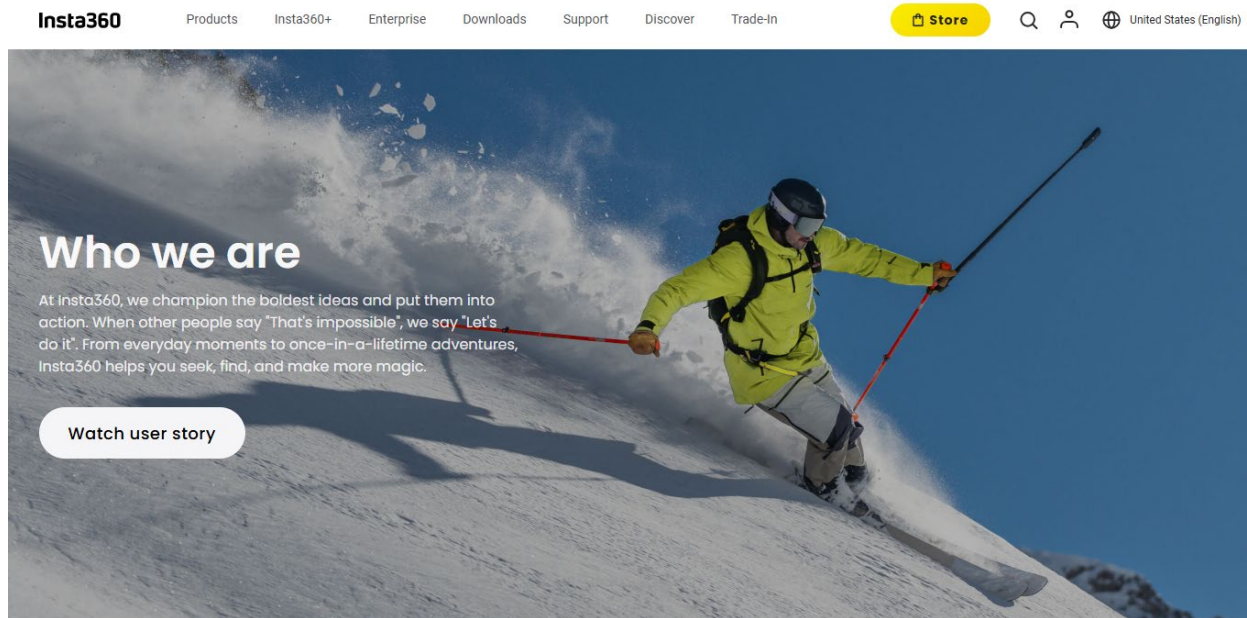 Insta360
Products
Insta360+
Enterprise
Downloads
Support
Discover
Trade-In
Store
United States (English)
Who we are
At Insta360, we champion the boldest ideas and put them into
action. When other people say "That's impossible", we say "Let's
do it". From everyday moments to once-in-a-lifetime adventures,
Insta360 helps you seek, find, and make more magic.
Watch user story